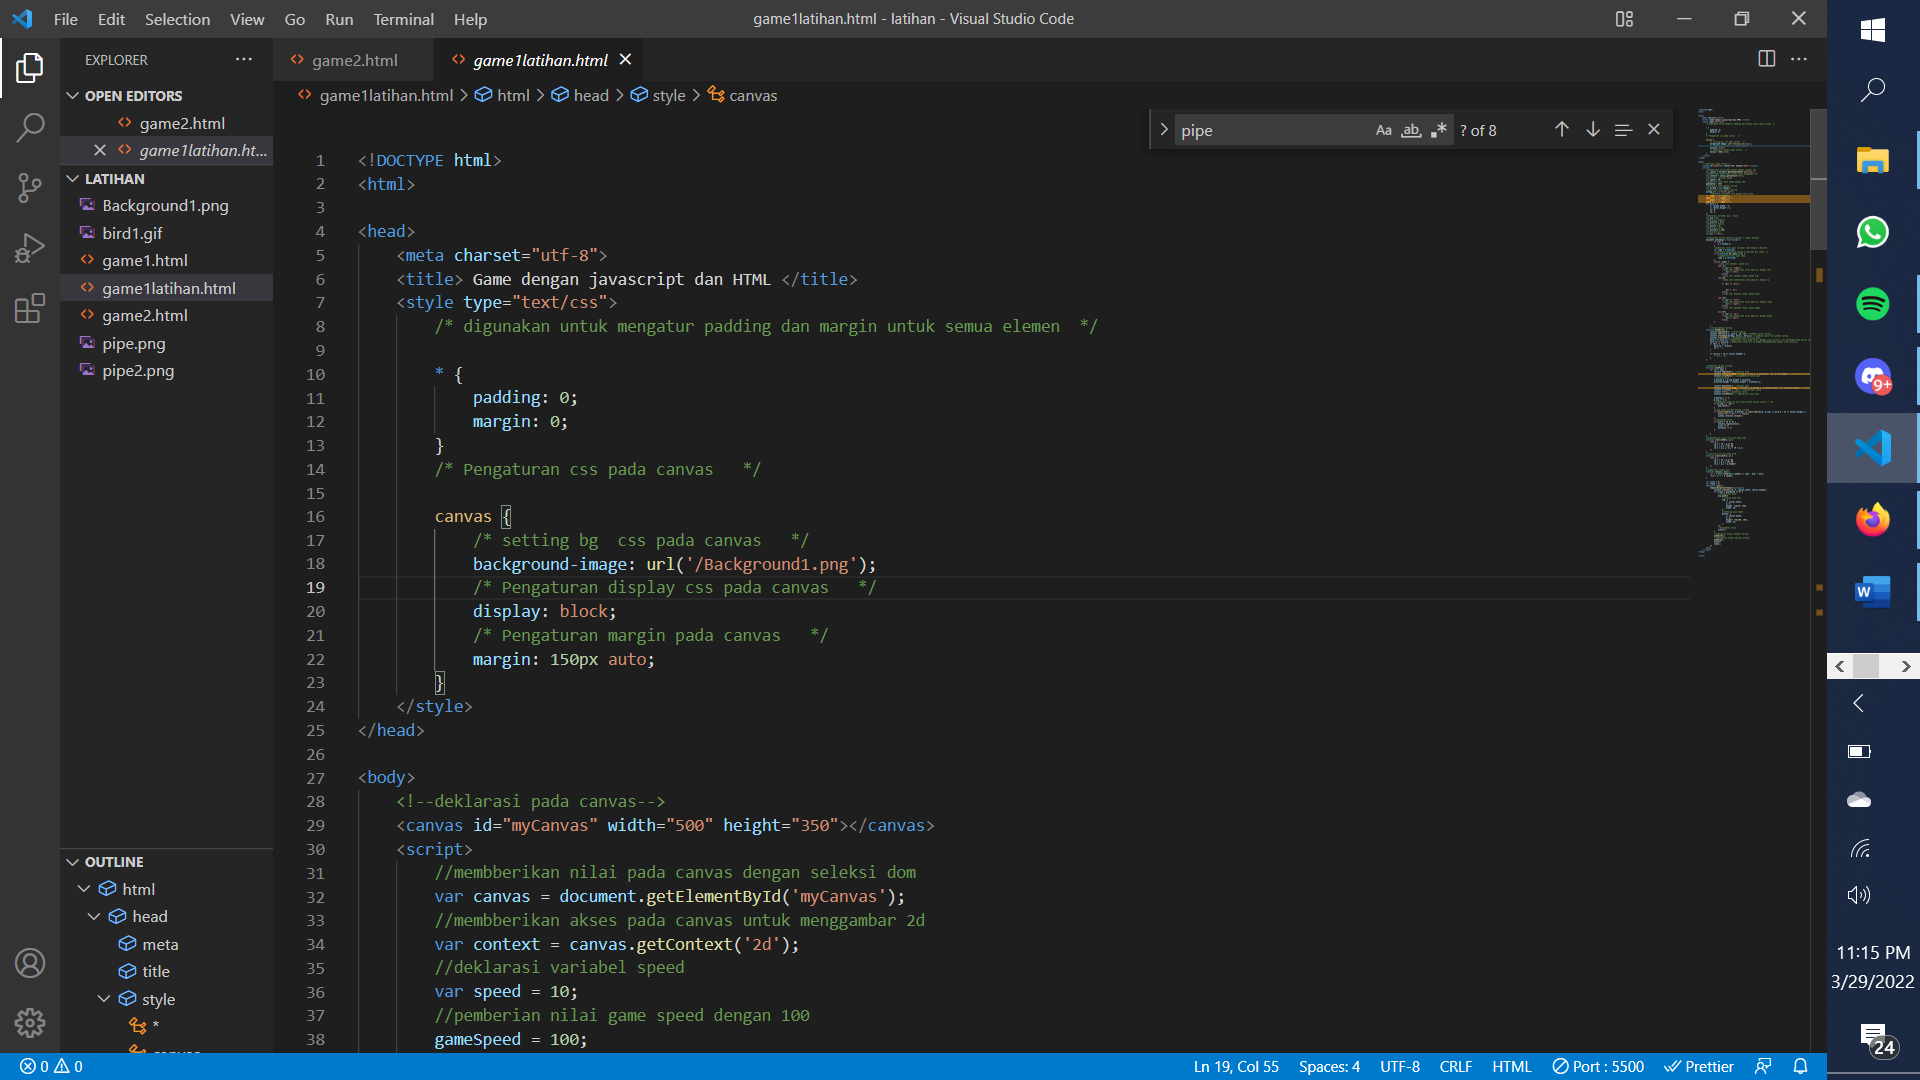 File Edit Selection View Go Run Terminal Help
game1latihan.html - latihan - Visual Studio Code
EXPLORER
OPEN EDITORS
game2.html
game1latihan.ht...
LATIHAN
Background1.png
bird1.gif
game1.html
game1latihan.html
game2.html
pipe.png
pipe2.png
OUTLINE
html
head
meta
title
style
*
game2.html
game1latihan.html
game1latihan.html > html > head > style > canvas
pipe
Aa ab .* ? of 8
1 <!DOCTYPE html>
2 <html>
3
4 <head>
5 <meta charset="utf-8">
6 <title> Game dengan javascript dan HTML </title>
7 <style type="text/css">
8 /* digunakan untuk mengatur padding dan margin untuk semua elemen */
9
10 * {
11 padding: 0;
12 margin: 0;
13 }
14 /* Pengaturan css pada canvas */
15
16 canvas {
17 /* setting bg css pada canvas */
18 background-image: url('/Background1.png');
19 /* Pengaturan display css pada canvas */
20 display: block;
21 /* Pengaturan margin pada canvas */
22 margin: 150px auto;
23 }
24 </style>
25 </head>
26
27 <body>
28 <!--deklarasi pada canvas-->
29 <canvas id="myCanvas" width="500" height="350"></canvas>
30 <script>
31 //membberikan nilai pada canvas dengan seleksi dom
32 var canvas = document.getElementById('myCanvas');
33 //membberikan akses pada canvas untuk menggambar 2d
34 var context = canvas.getContext('2d');
35 //deklarasi variabel speed
36 var speed = 10;
37 //pemberian nilai game speed dengan 100
38 gameSpeed = 100;
0 0
Ln 19, Col 55 Spaces: 4 UTF-8 CRLF HTML Port : 5500 Prettier
9+
W
11:15 PM
3/29/2022
24